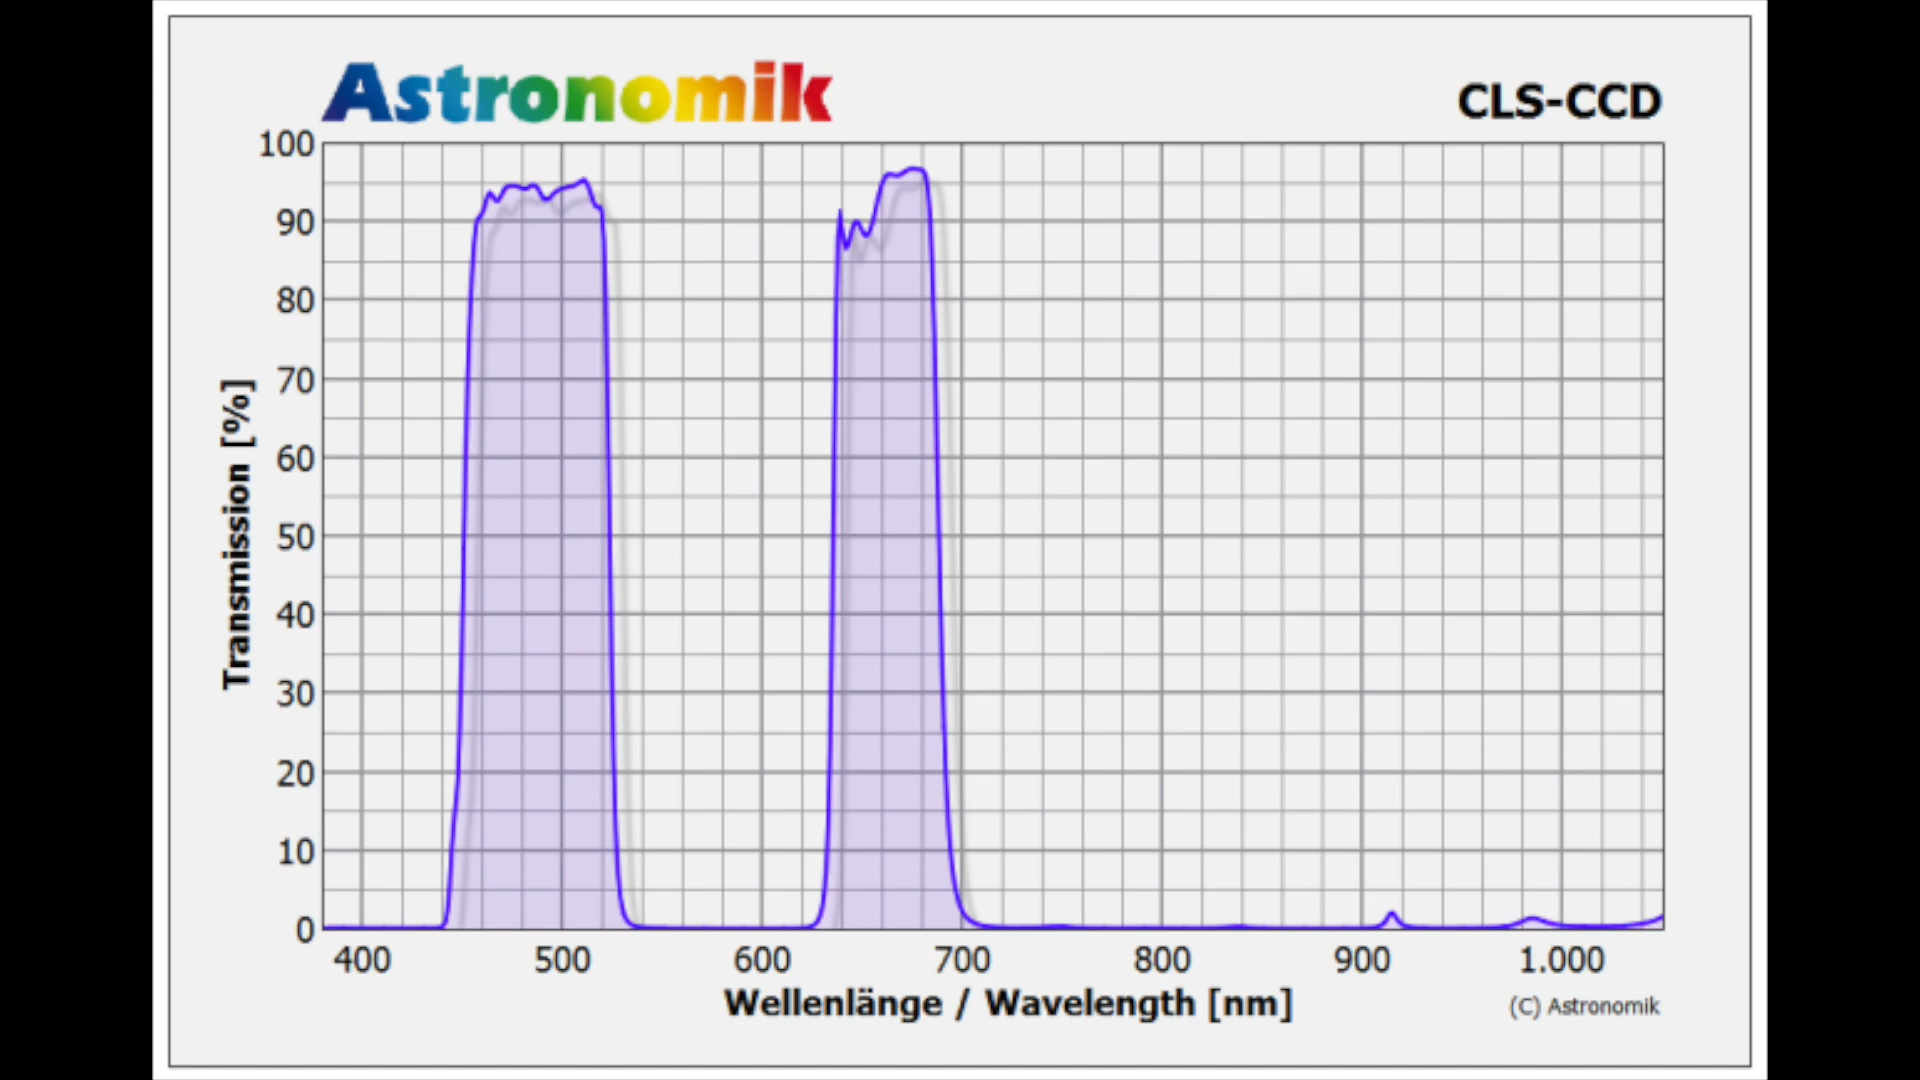 Astronomik
CLS-CCD
100
90
80
70
60
50
40
30
20
10
0
Transmission [%]
400 500 600 700 800 900 1.000
Wellenlänge / Wavelength [nm]
(C) Astronomik